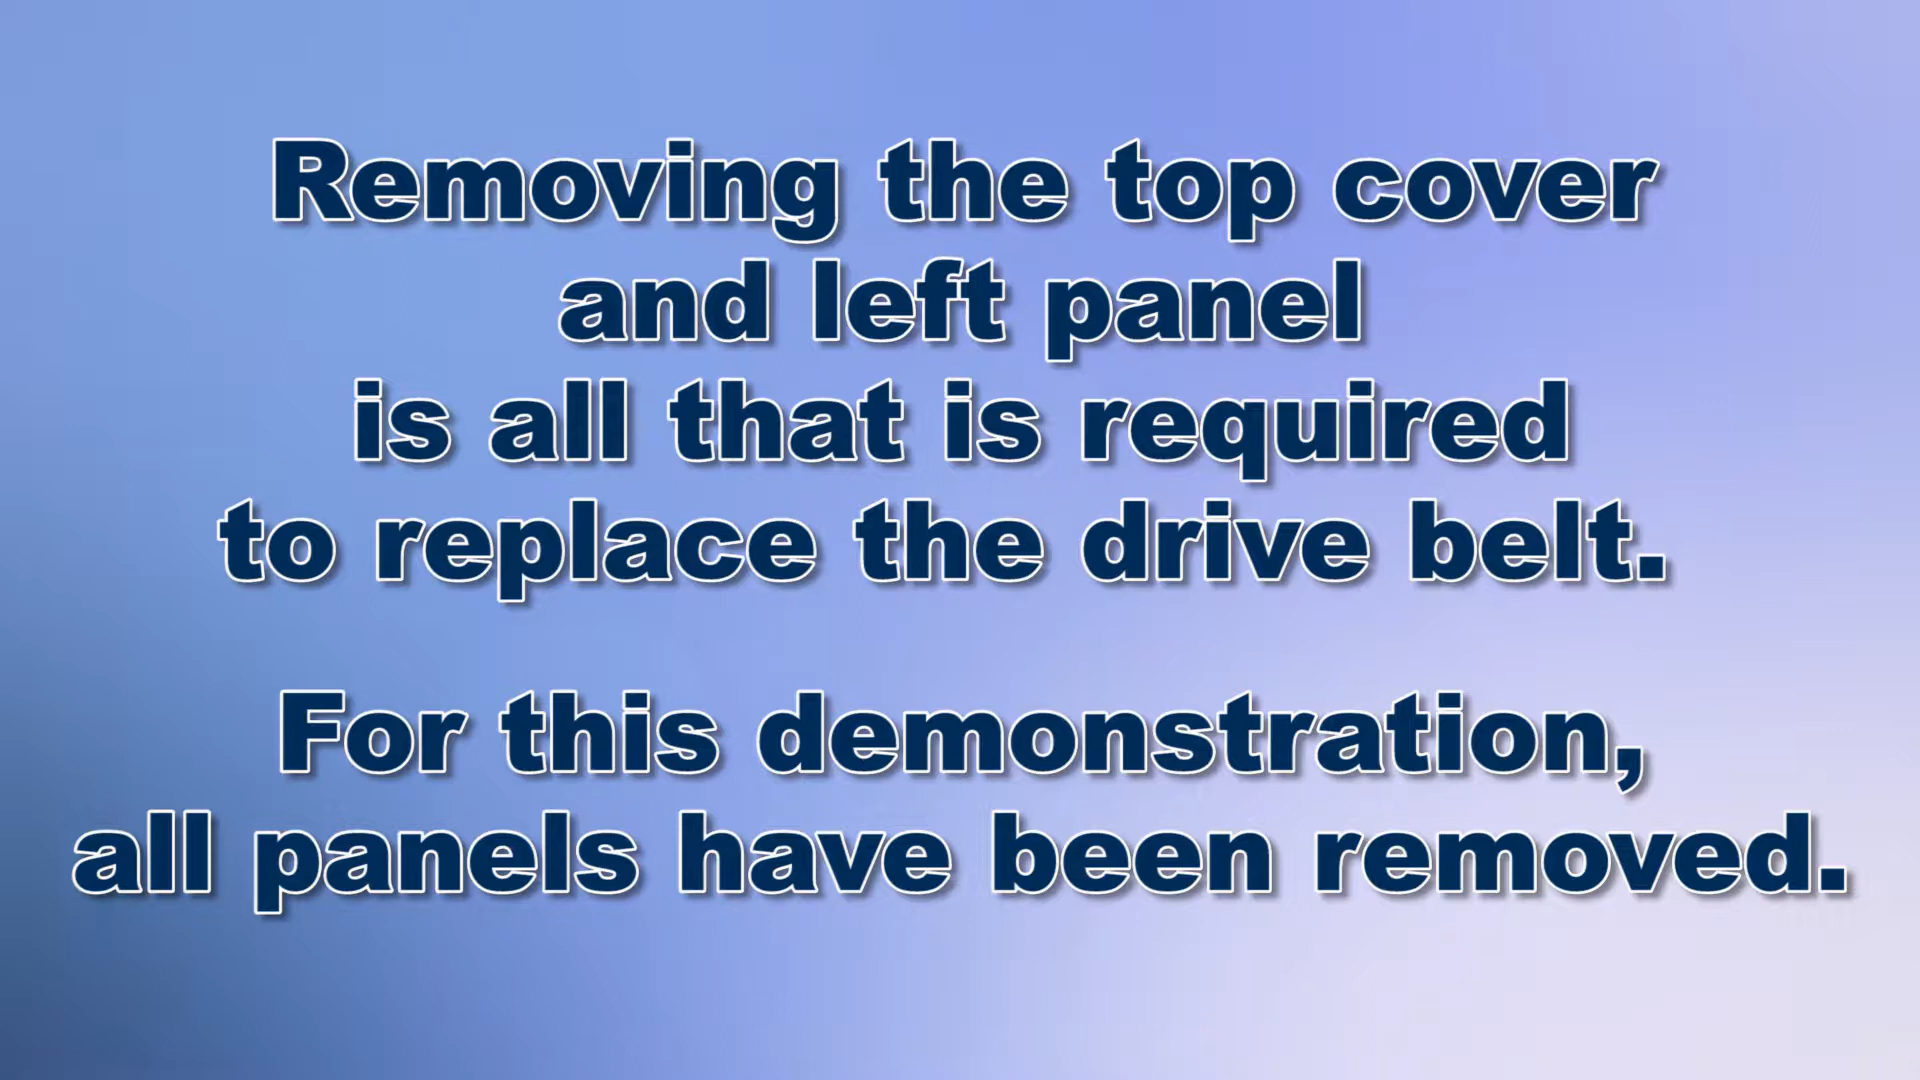 Removing the top cover
and left panel
is all that is required
to replace the drive belt.
For this demonstration,
all panels have been removed.